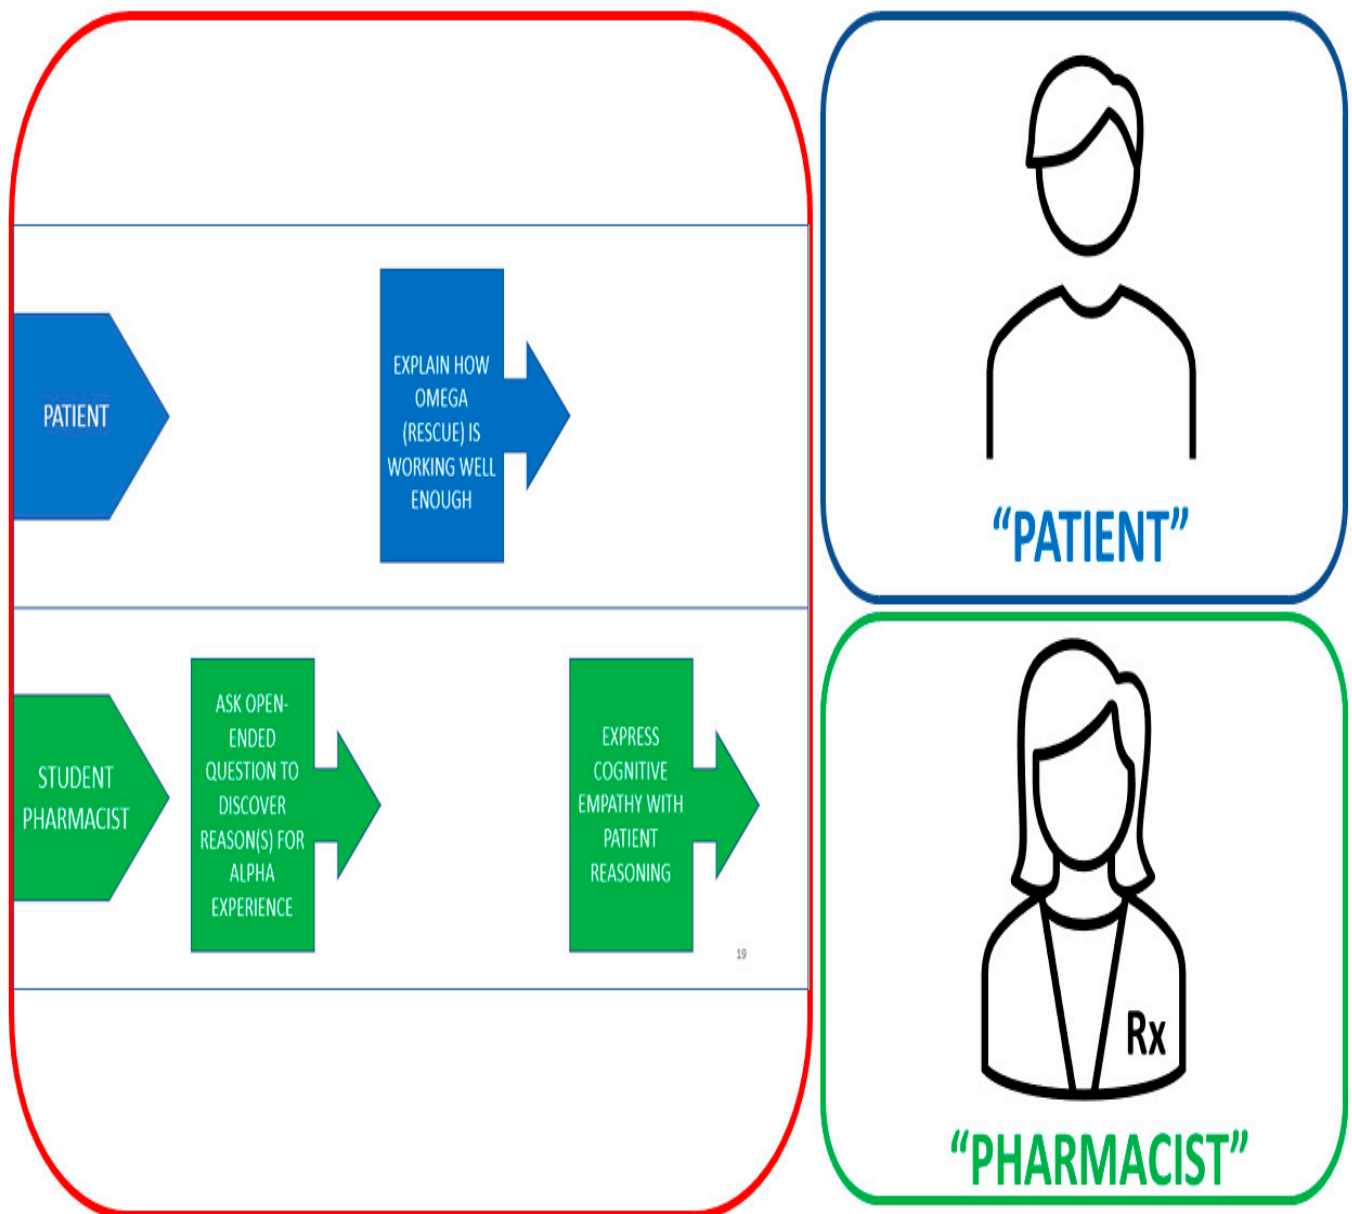 PATIENT
EXPLAIN HOW
OMEGA
(RESCUE) IS
WORKING WELL
ENOUGH
STUDENT
PHARMACIST
ASK OPEN-
ENDED
QUESTION TO
DISCOVER
REASON(S) FOR
ALPHA
EXPERIENCE
EXPRESS
COGNITIVE
EMPATHY WITH
PATIENT
REASONING
19
“PATIENT”
Rx
“PHARMACIST”